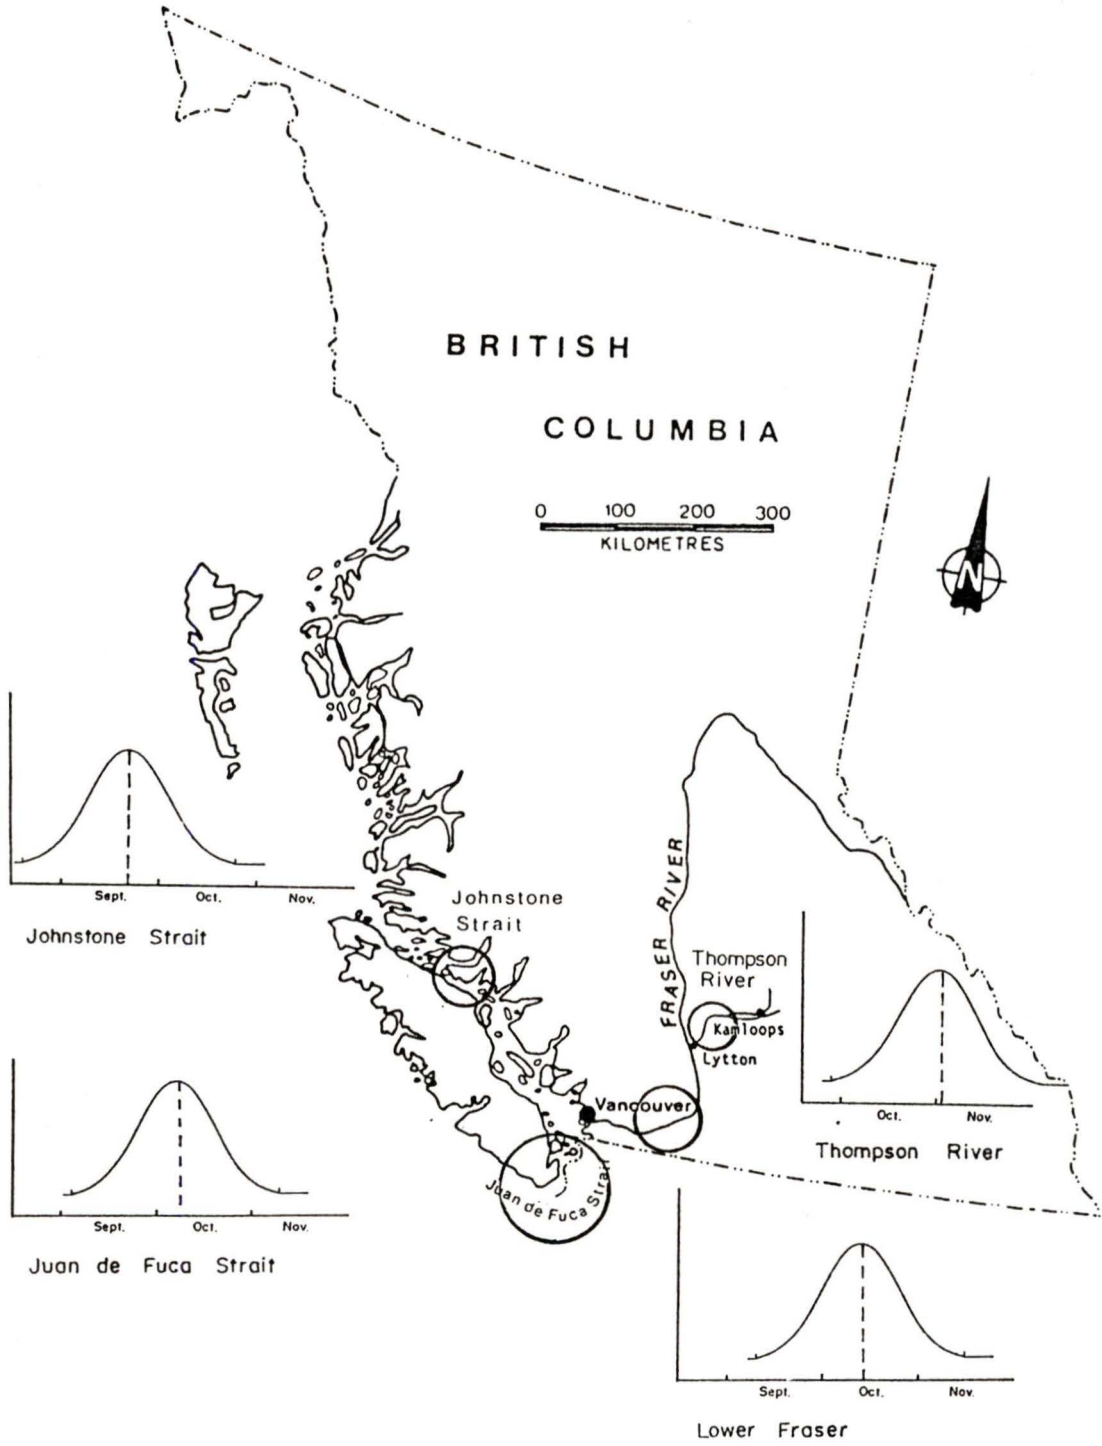 BRITISH
COLUMBIA
0 100 200 300
KILOMETRES
N
Sept. Oct. Nov.
Johnstone Strait
Johnstone
Strait
FRASER RIVER
Thompson
River
Kamloops
Lytton
Vancouver
Juan de Fuca Strait
Oct. Nov.
Thompson River
Sept. Oct. Nov.
Juan de Fuca Strait
Sept. Oct. Nov.
Lower Fraser